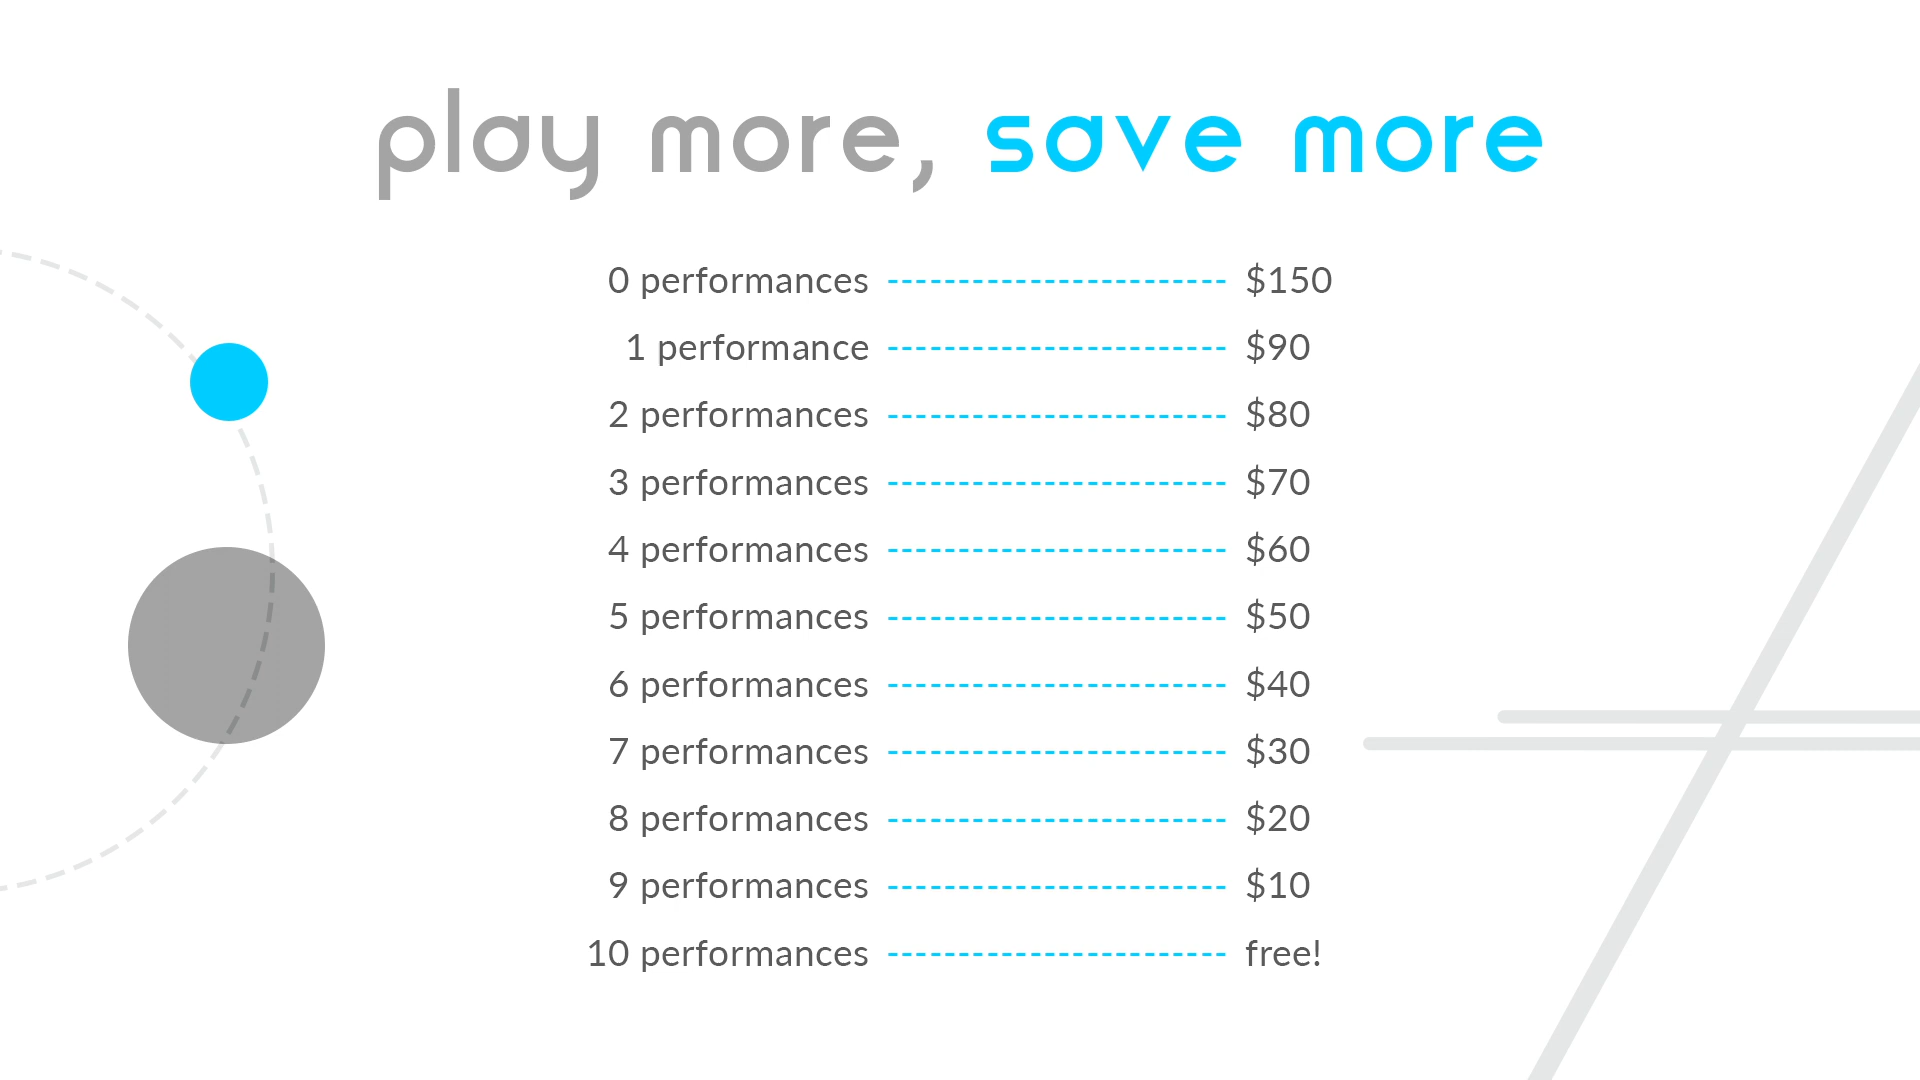 play more, save more
0 performances $150
1 performance $90
2 performances $80
3 performances $70
4 performances $60
5 performances $50
6 performances $40
7 performances $30
8 performances $20
9 performances $10
10 performances free!